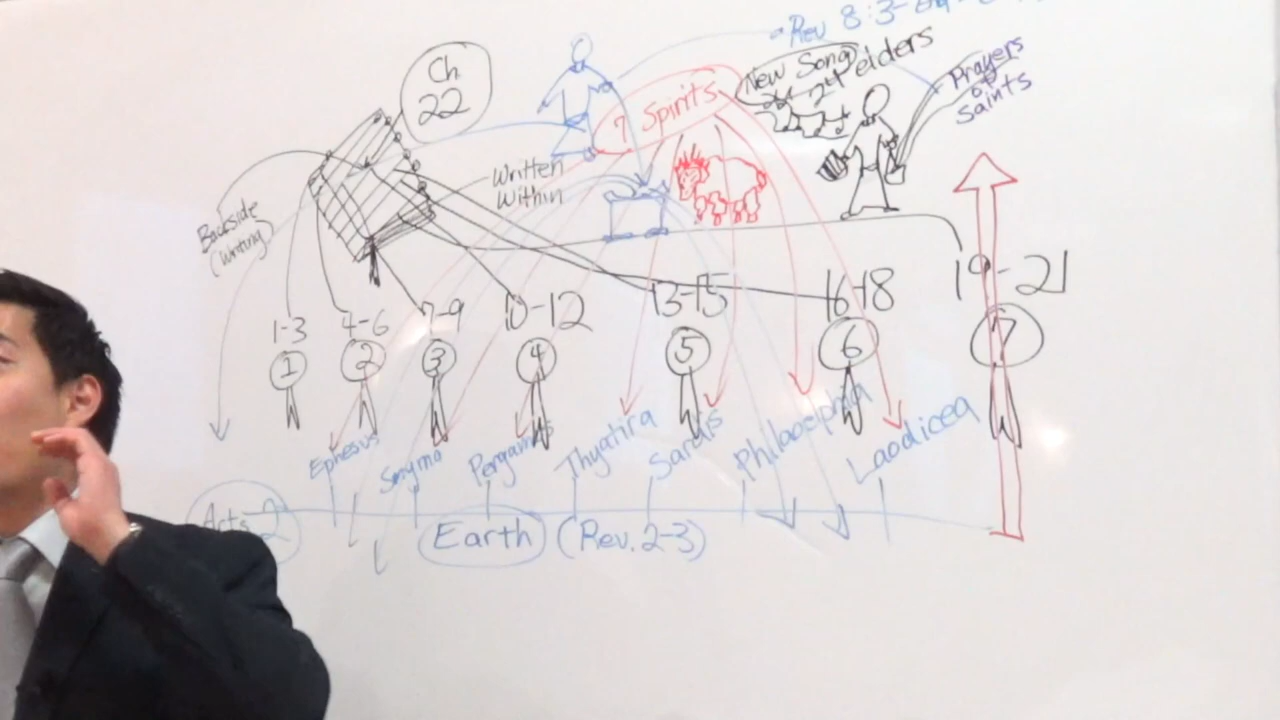 Rev 8:3-
Ch
22
New Song
24 elders
Prayers
of
Saints
7 Spirits
Written
Within
Backside
(Writing)
1-3
4-6
7-9
10-12
13-15
16-18
19-21
1
2
3
4
5
6
7
Ephesus
Smyrna
Pergamos
Thyatira
Sardis
Philadelphia
Laodicea
Acts 2
Earth (Rev. 2-3)